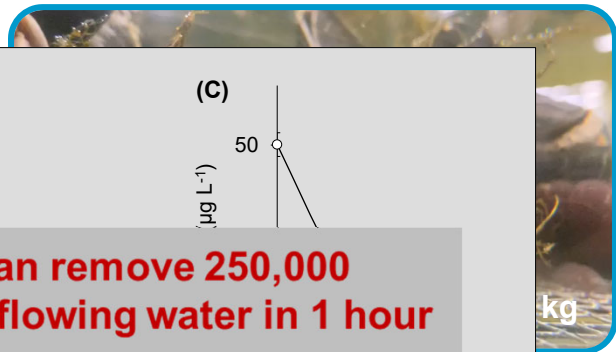 (C)
50
(µg L-1)
an remove 250,000
flowing water in 1 hour
kg